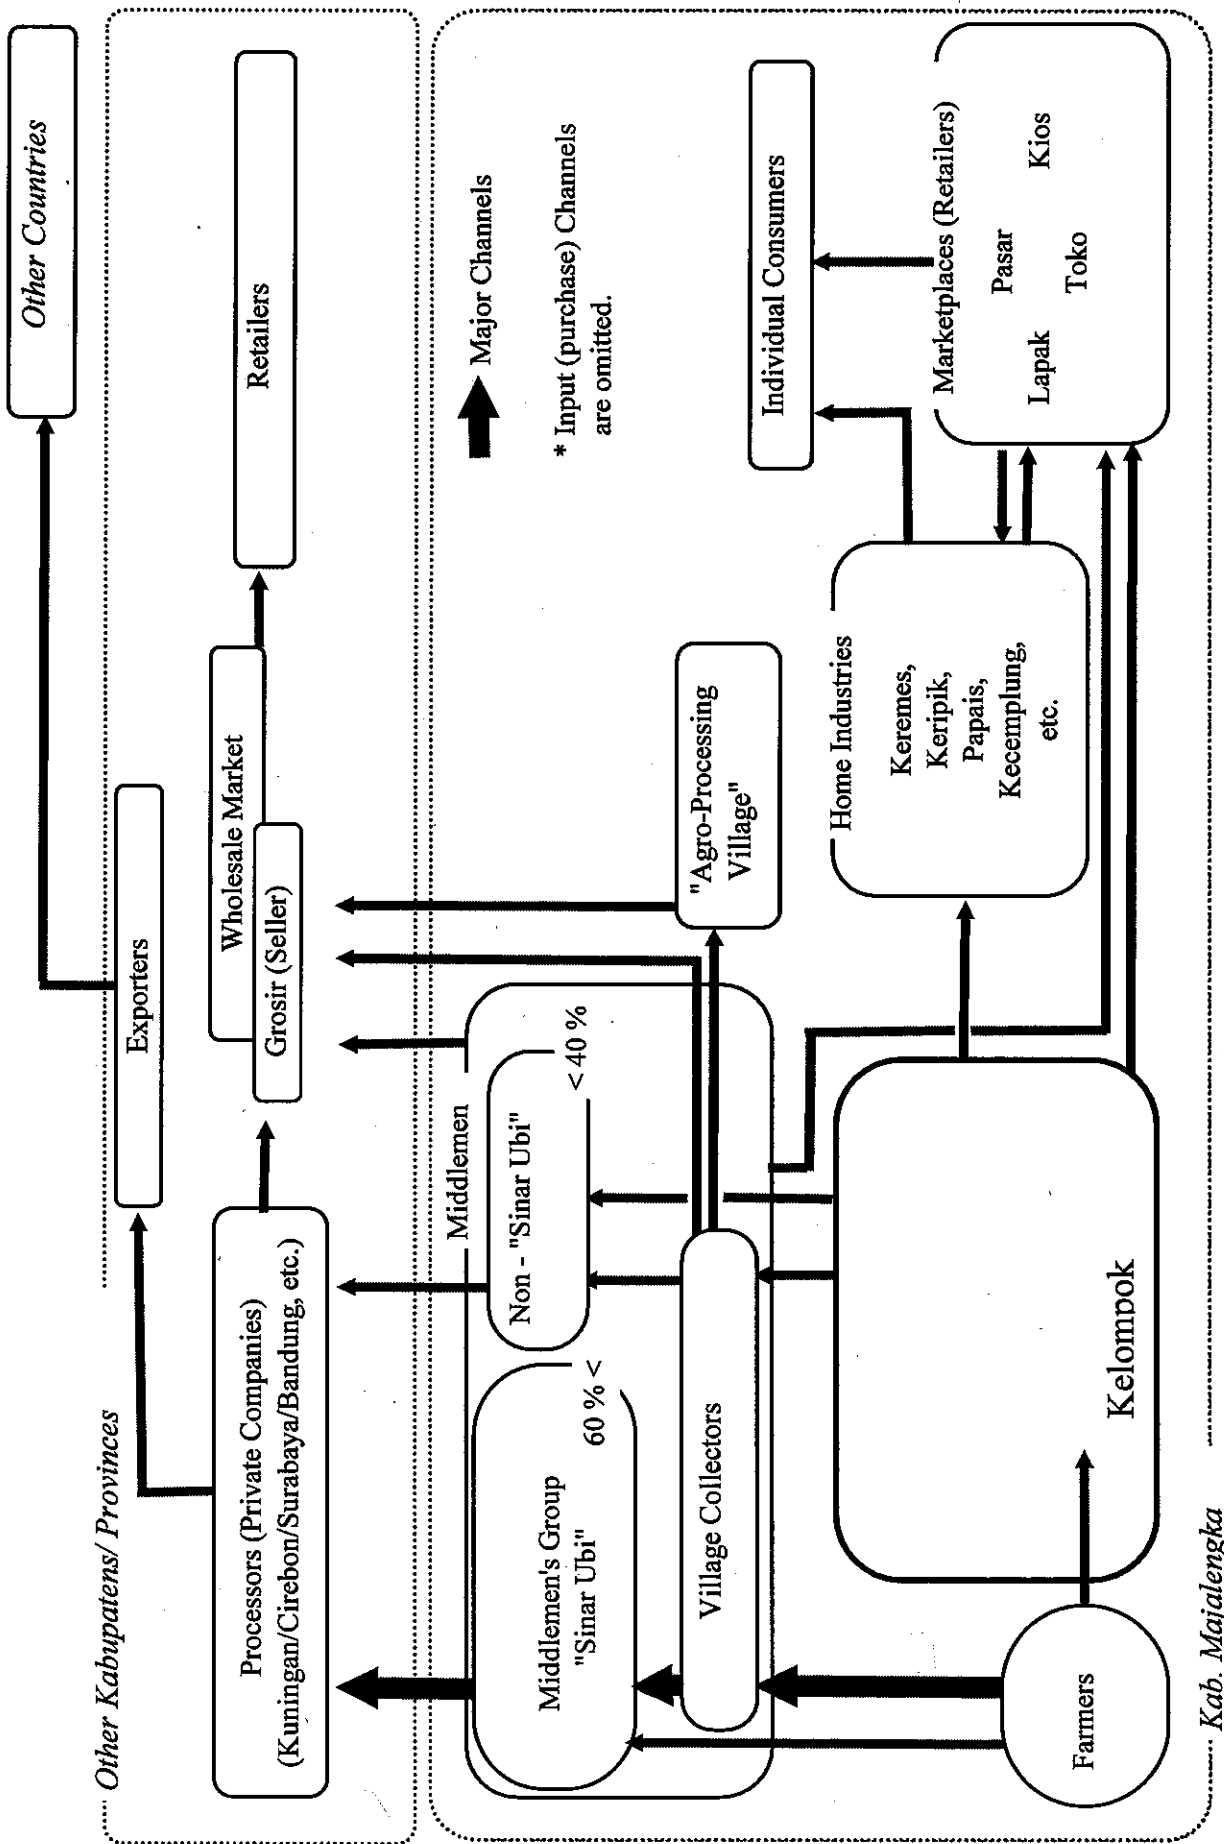 Other Countries
Other Kabupatens/ Provinces
Exporters
Processors (Private Companies)
(Kuningan/Cirebon/Surabaya/Bandung, etc.)
Wholesale Market
Grosir (Seller)
Retailers
Major Channels
* Input (purchase) Channels
are omitted.
Middlemen
Middlemen's Group
"Sinar Ubi"
60 % <
Non - "Sinar Ubi"
< 40 %
Village Collectors
"Agro-Processing
Village"
Individual Consumers
Home Industries
Keremes,
Keripik,
Papais,
Kecemplung,
etc.
Marketplaces (Retailers)
Pasar
Lapak
Kios
Toko
Farmers
Kelompok
Kab. Majalengka